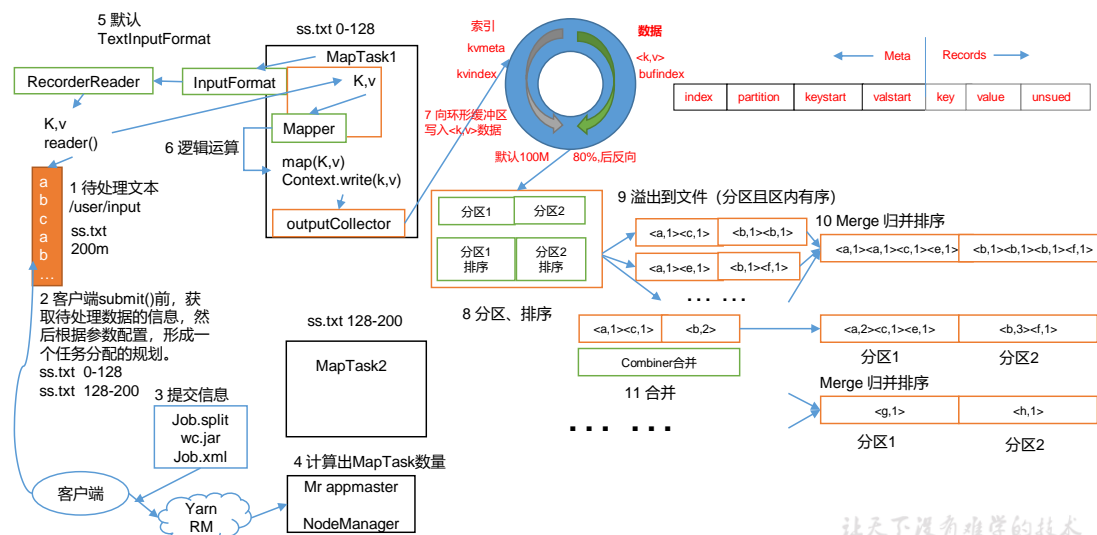 5 默认
TextInputFormat
ss.txt 0-128
MapTask1
RecorderReader
InputFormat
K,v
Mapper
K,v
reader()
6 逻辑运算
map(K,v)
Context.write(k,v)
outputCollector
a
b
c
a b
b
...
1 待处理文本
/user/input
ss.txt
200m
2 客户端submit()前，获
取待处理数据的信息，然
后根据参数配置，形成一
个任务分配的规划。
ss.txt 0-128
ss.txt 128-200
3 提交信息
Job.split
wc.jar
Job.xml
客户端
Yarn
RM
4 计算出MapTask数量
Mr appmaster
NodeManager
ss.txt 128-200
MapTask2
索引
kvmeta
kvindex
数据
<k,v>
bufindex
7 向环形缓冲区
写入<k,v>数据
默认100M
80%,后反向
Meta
Records
index
partition
keystart
valstart
key
value
unsued
分区1
分区2
分区1
排序
分区2
排序
8 分区、排序
9 溢出到文件（分区且区内有序）
<a,1><c,1>
<b,1><b,1>
<a,1><e,1>
<b,1><f,1>
... ...
10 Merge 归并排序
<a,1><a,1><c,1><e,1>
<b,1><b,1><b,1><f,1>
<a,1><c,1>
<b,2>
Combiner合并
11 合并
<a,2><c,1><e,1>
<b,3><f,1>
分区1
分区2
... ...
Merge 归并排序
<g,1>
<h,1>
分区1
分区2
让天下没有难学的技术